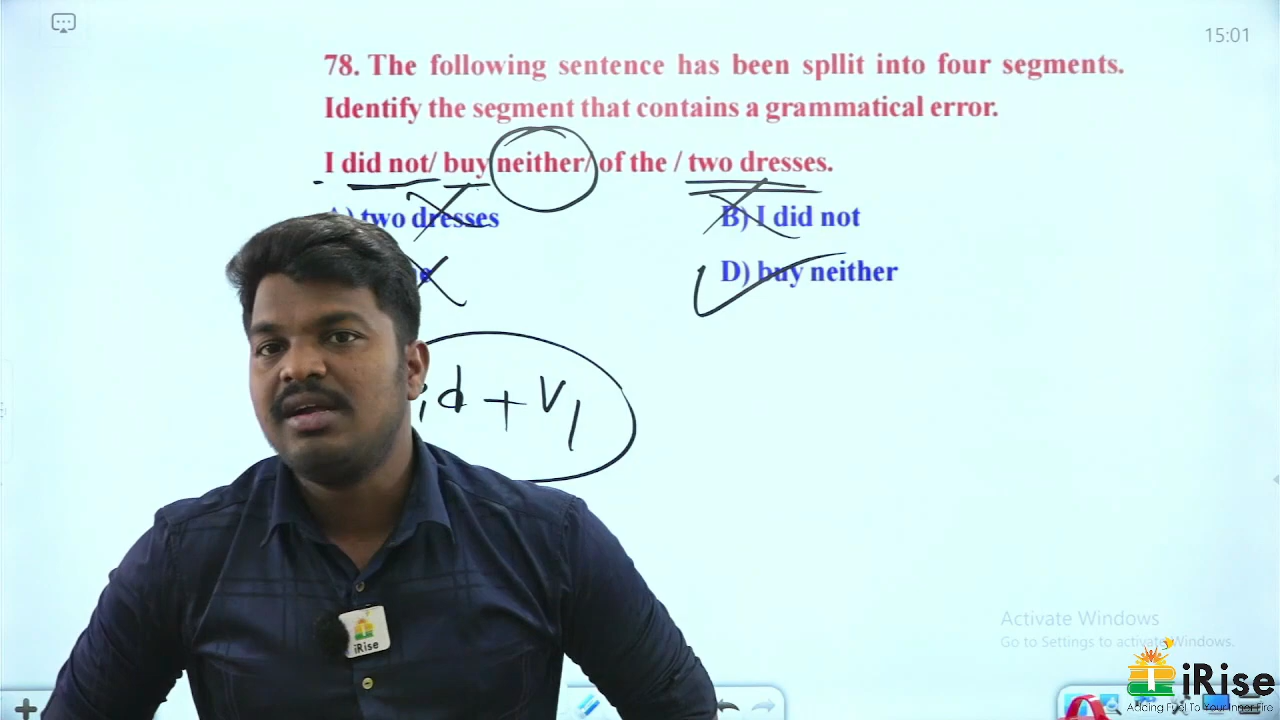 15:01
78. The following sentence has been spllit into four segments.
Identify the segment that contains a grammatical error.
I did not/ buy neither/ of the / two dresses.
A) two dresses B) I did not
D) buy neither
+ V1
Activate Windows
Go to Settings to activate Windows.
iRise
iRise
Adding Fuel To Your Inner Fire